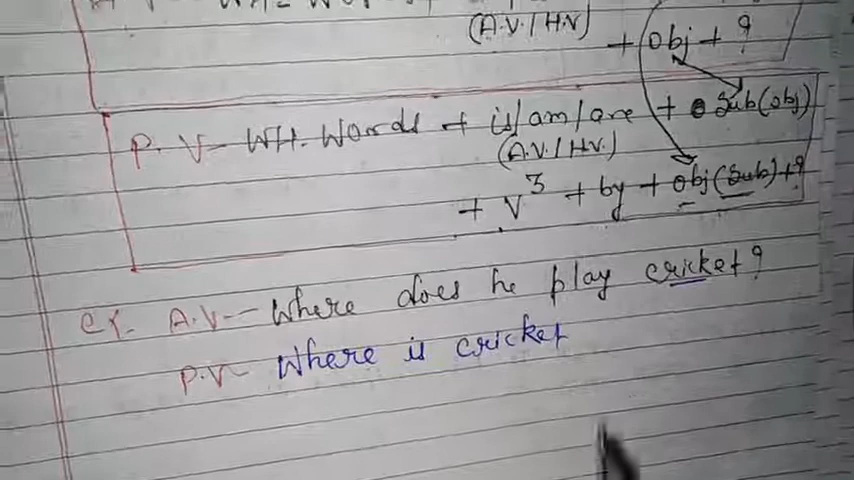 (A.V. / H.V)
+ Obj + ?
P. V - WH. Words + is/am/are + Sub(obj)
(A.V. / H.V.)
+ V3 + by + obj(Sub) + ?
ex. A.V - Where does he play cricket?
P.V - Where is cricket